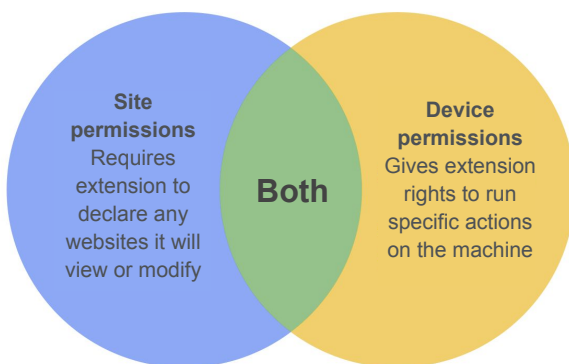 Site
permissions
Requires
extension to
declare any
websites it will
view or modify
Both
Device
permissions
Gives extension
rights to run
specific actions
on the machine